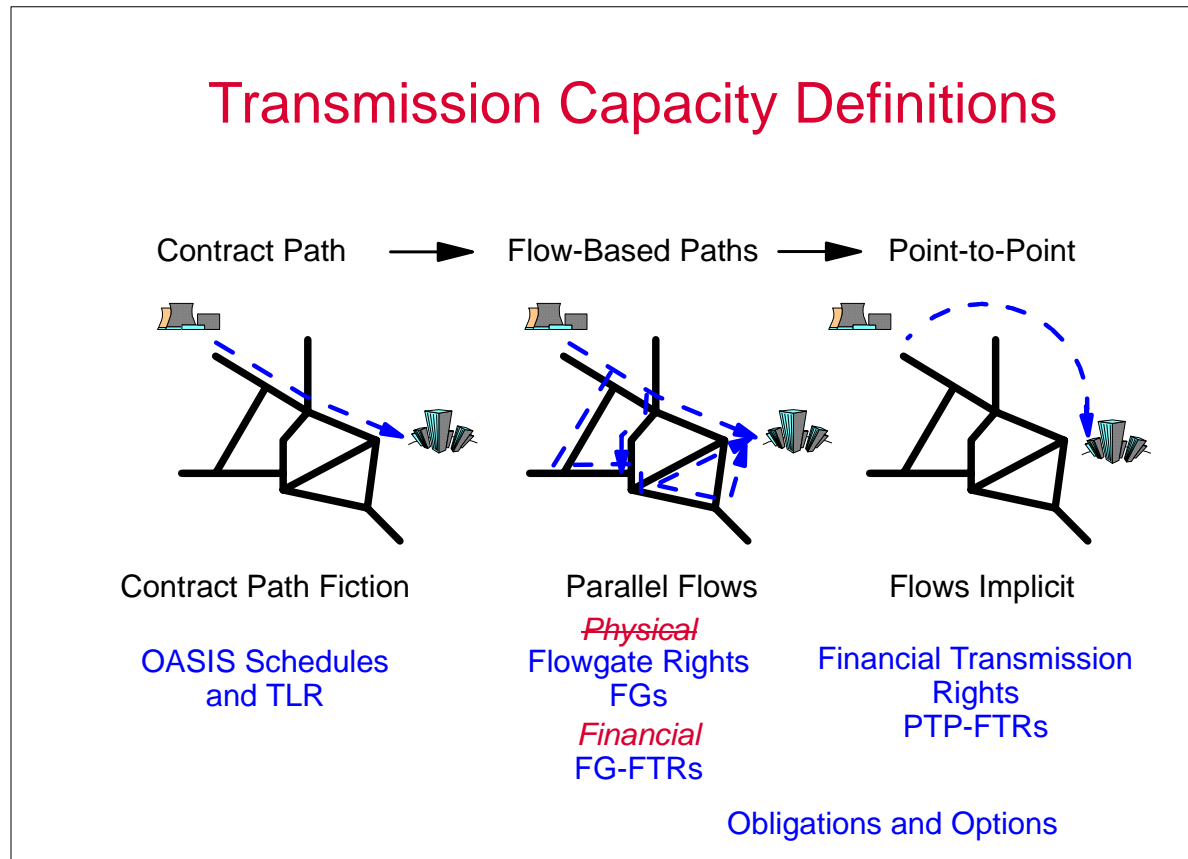 Transmission Capacity Definitions
Contract Path
Flow-Based Paths
Point-to-Point
Contract Path Fiction
Parallel Flows
Flows Implicit
OASIS Schedules
and TLR
Physical
Flowgate Rights
FGs
Financial
FG-FTRs
Financial Transmission
Rights
PTP-FTRs
Obligations and Options